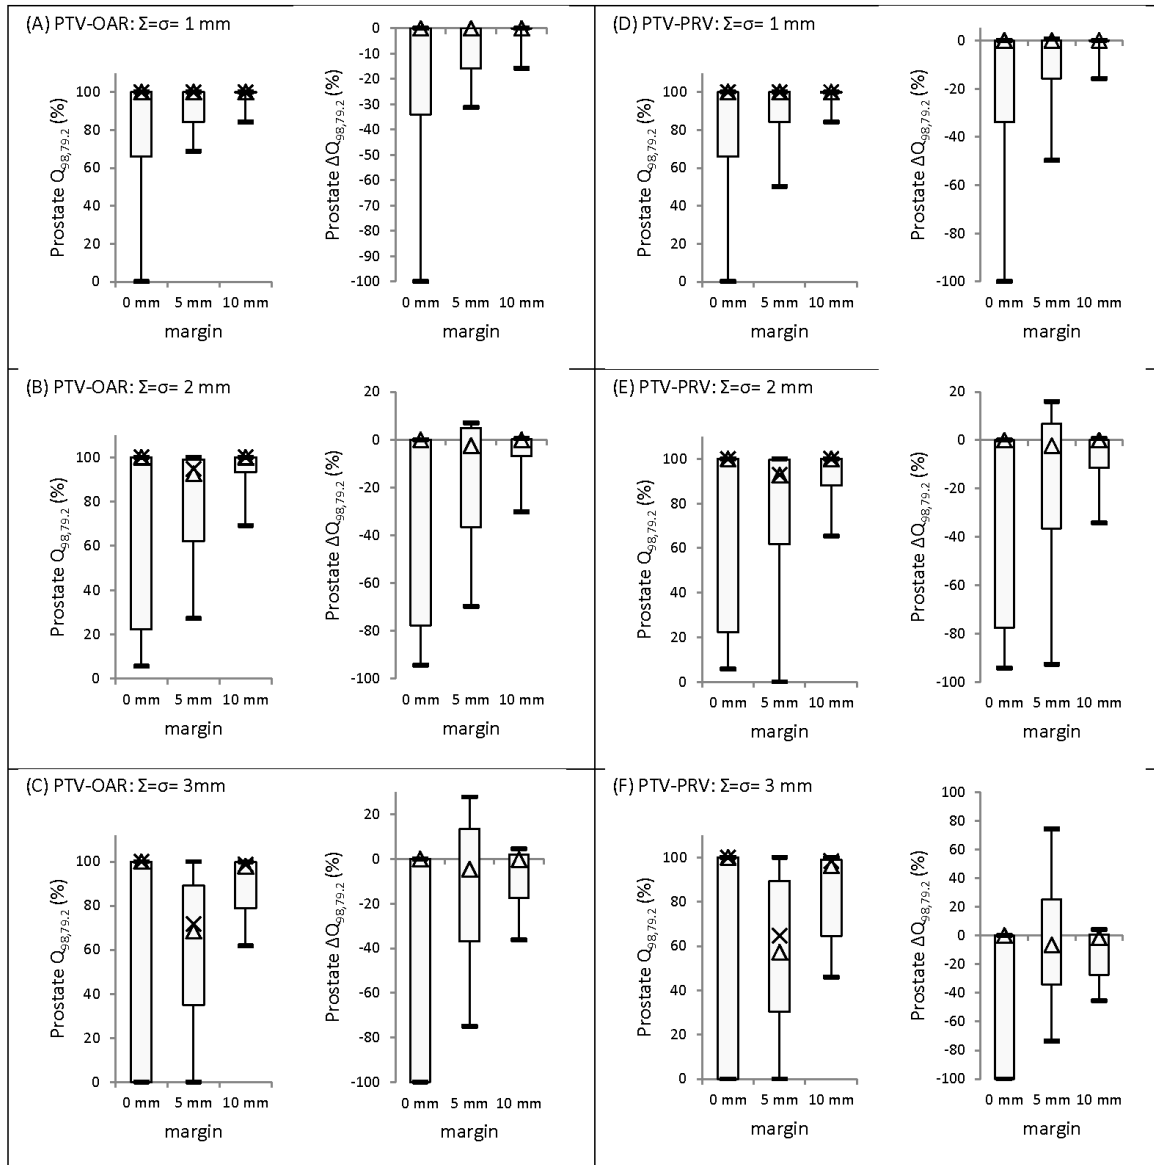 (A) PTV-OAR: Σ=σ= 1 mm
Prostate Q98,79.2 (%)
100
80
60
40
20
0
0 mm 5 mm 10 mm
margin
Prostate ΔQ98,79.2 (%)
0
-10
-20
-30
-40
-50
-60
-70
-80
-90
-100
0 mm 5 mm 10 mm
margin
(D) PTV-PRV: Σ=σ= 1 mm
Prostate Q98,79.2 (%)
100
80
60
40
20
0
0 mm 5 mm 10 mm
margin
Prostate ΔQ98,79.2 (%)
0
-20
-40
-60
-80
-100
0 mm 5 mm 10 mm
margin
(B) PTV-OAR: Σ=σ= 2 mm
Prostate Q98,79.2 (%)
100
80
60
40
20
0
0 mm 5 mm 10 mm
margin
Prostate ΔQ98,79.2 (%)
20
0
-20
-40
-60
-80
-100
0 mm 5 mm 10 mm
margin
(E) PTV-PRV: Σ=σ= 2 mm
Prostate Q98,79.2 (%)
100
80
60
40
20
0
0 mm 5 mm 10 mm
margin
Prostate ΔQ98,79.2 (%)
20
0
-20
-40
-60
-80
-100
0 mm 5 mm 10 mm
margin
(C) PTV-OAR: Σ=σ= 3mm
Prostate Q98,79.2 (%)
100
80
60
40
20
0
0 mm 5 mm 10 mm
margin
Prostate ΔQ98,79.2 (%)
20
0
-20
-40
-60
-80
-100
0 mm 5 mm 10 mm
margin
(F) PTV-PRV: Σ=σ= 3 mm
Prostate Q98,79.2 (%)
100
80
60
40
20
0
0 mm 5 mm 10 mm
margin
Prostate ΔQ98,79.2 (%)
100
80
60
40
20
0
-20
-40
-60
-80
-100
0 mm 5 mm 10 mm
margin